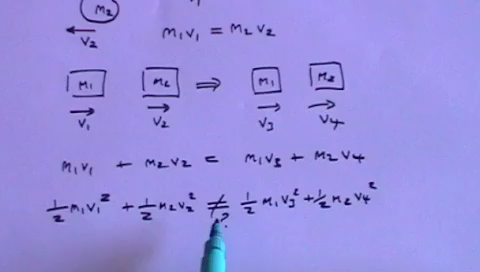 M₂
V₂
m₁v₁ = m₂v₂
M₁ M₂ ⇒ M₁ M₂
V₁ V₂ V₃ V₄
m₁v₁ + m₂v₂ = m₁v₃ + m₂v₄
½ m₁v₁² + ½ m₂v₂² ≠ ½ m₁v₃² + ½ m₂v₄²
?